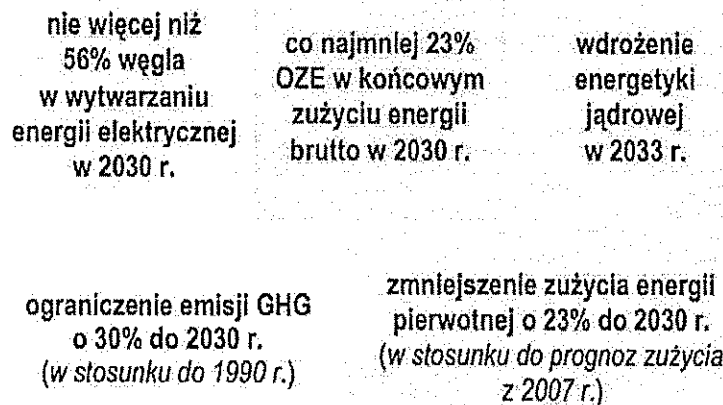 nie więcej niż
56% węgla
w wytwarzaniu
energii elektrycznej
w 2030 r.
co najmniej 23%
OZE w końcowym
zużyciu energii
brutto w 2030 r.
wdrożenie
energetyki
jądrowej
w 2033 r.
ograniczenie emisji GHG
o 30% do 2030 r.
(w stosunku do 1990 r.)
zmniejszenie zużycia energii
pierwotnej o 23% do 2030 r.
(w stosunku do prognoz zużycia
z 2007 r.)